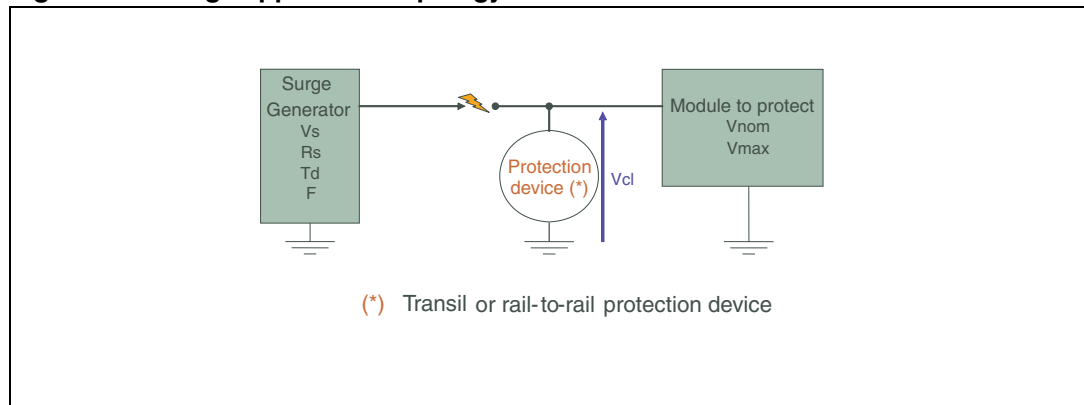 Surge
Generator
Vs
Rs
Td
F
Protection
device (*)
Vcl
Module to protect
Vnom
Vmax
(*) Transil or rail-to-rail protection device